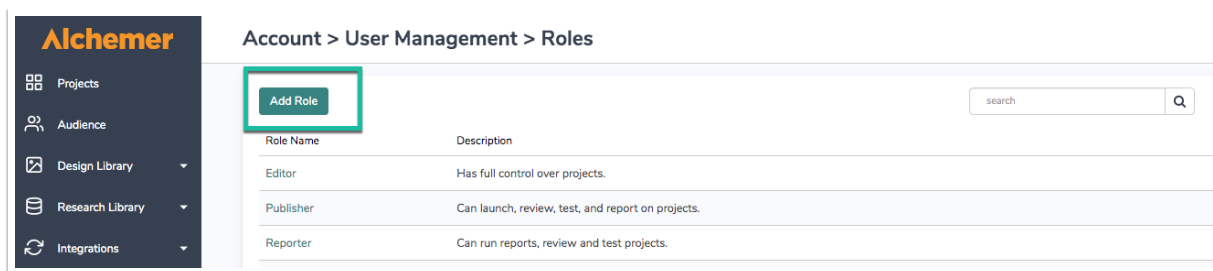 Alchemer
Account > User Management > Roles
Projects
Audience
Design Library
Research Library
Integrations
Add Role
search
Role Name Description
Editor Has full control over projects.
Publisher Can launch, review, test, and report on projects.
Reporter Can run reports, review and test projects.